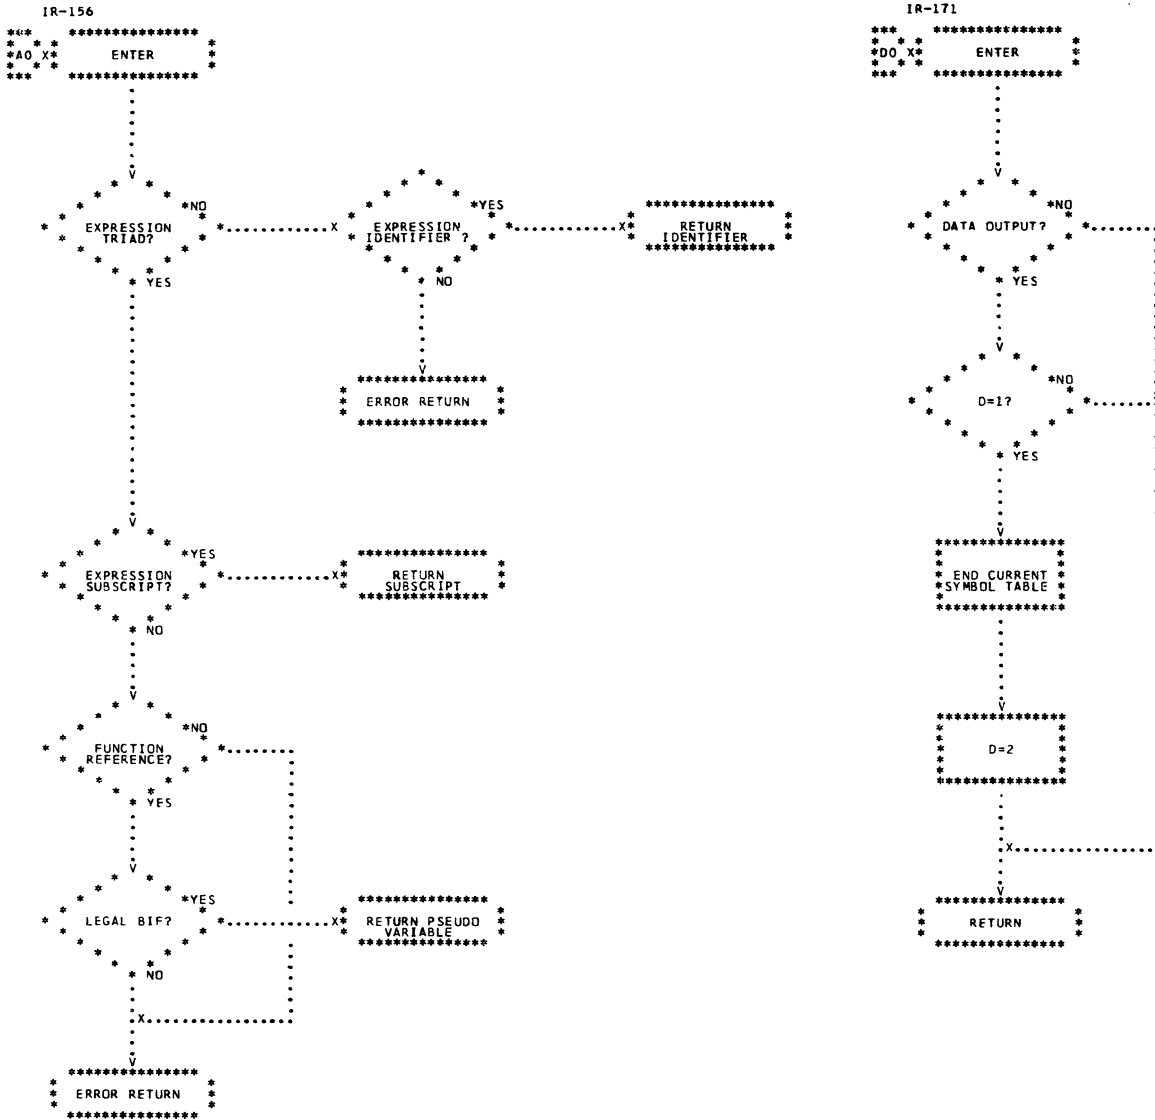 IR-156
A0 X
ENTER
EXPRESSION
TRIAD?
NO
YES
X
EXPRESSION
IDENTIFIER ?
YES
NO
X
RETURN
IDENTIFIER
V
ERROR RETURN
V
EXPRESSION
SUBSCRIPT?
YES
NO
X
RETURN
SUBSCRIPT
V
FUNCTION
REFERENCE?
NO
YES
V
LEGAL BIF?
YES
NO
X
RETURN PSEUDO
VARIABLE
X
V
ERROR RETURN
IR-171
D0 X
ENTER
V
DATA OUTPUT?
NO
YES
V
D=1?
NO
YES
V
END CURRENT
SYMBOL TABLE
V
D=2
X
V
RETURN